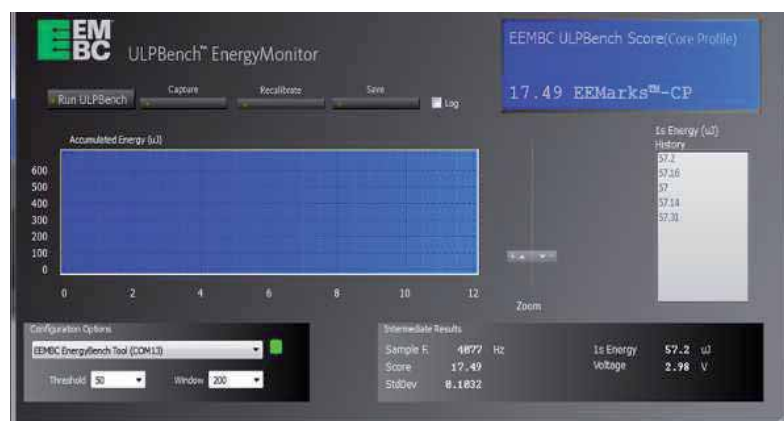 EEMBC
ULPBench™ EnergyMonitor
EEMBC ULPBench Score(Core Profile)
17.49 EEMarks™-CP
Run ULPBench
Capture
Recalibrate
Save
Log
Accumulated Energy (uJ)
600
500
400
300
200
100
0
0 2 4 6 8 10 12
Zoom
1s Energy (uJ)
History
57.2
57.16
57
57.14
57.31
Configuration Options
EEMBC EnergyBench Tool (COM13)
Threshold 50 Window 200
Intermediate Results
Sample F. 4077 Hz 1s Energy 57.2 uJ
Score 17.49 Voltage 2.98 V
StdDev 0.1032